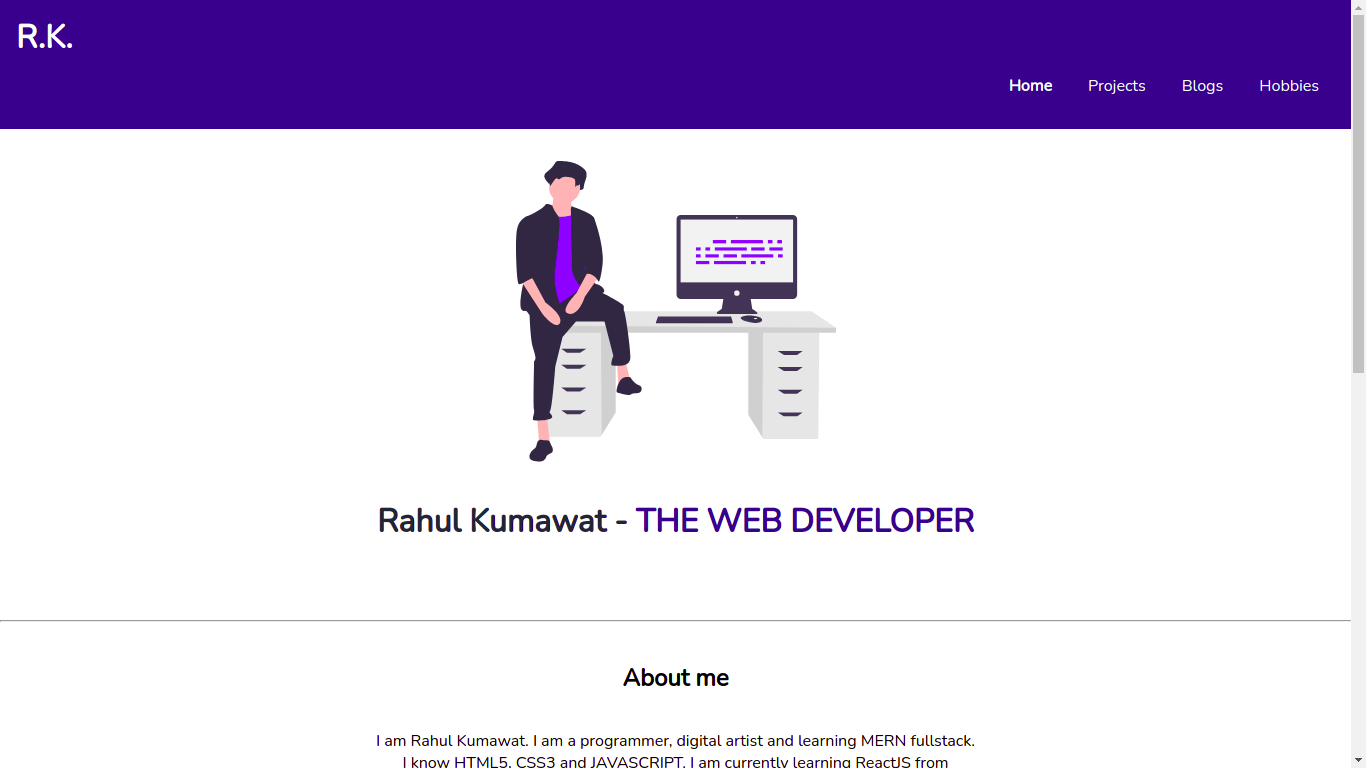 R.K.
Home Projects Blogs Hobbies
Rahul Kumawat - THE WEB DEVELOPER
About me
I am Rahul Kumawat. I am a programmer, digital artist and learning MERN fullstack.
I know HTML5, CSS3 and JAVASCRIPT. I am currently learning ReactJS from